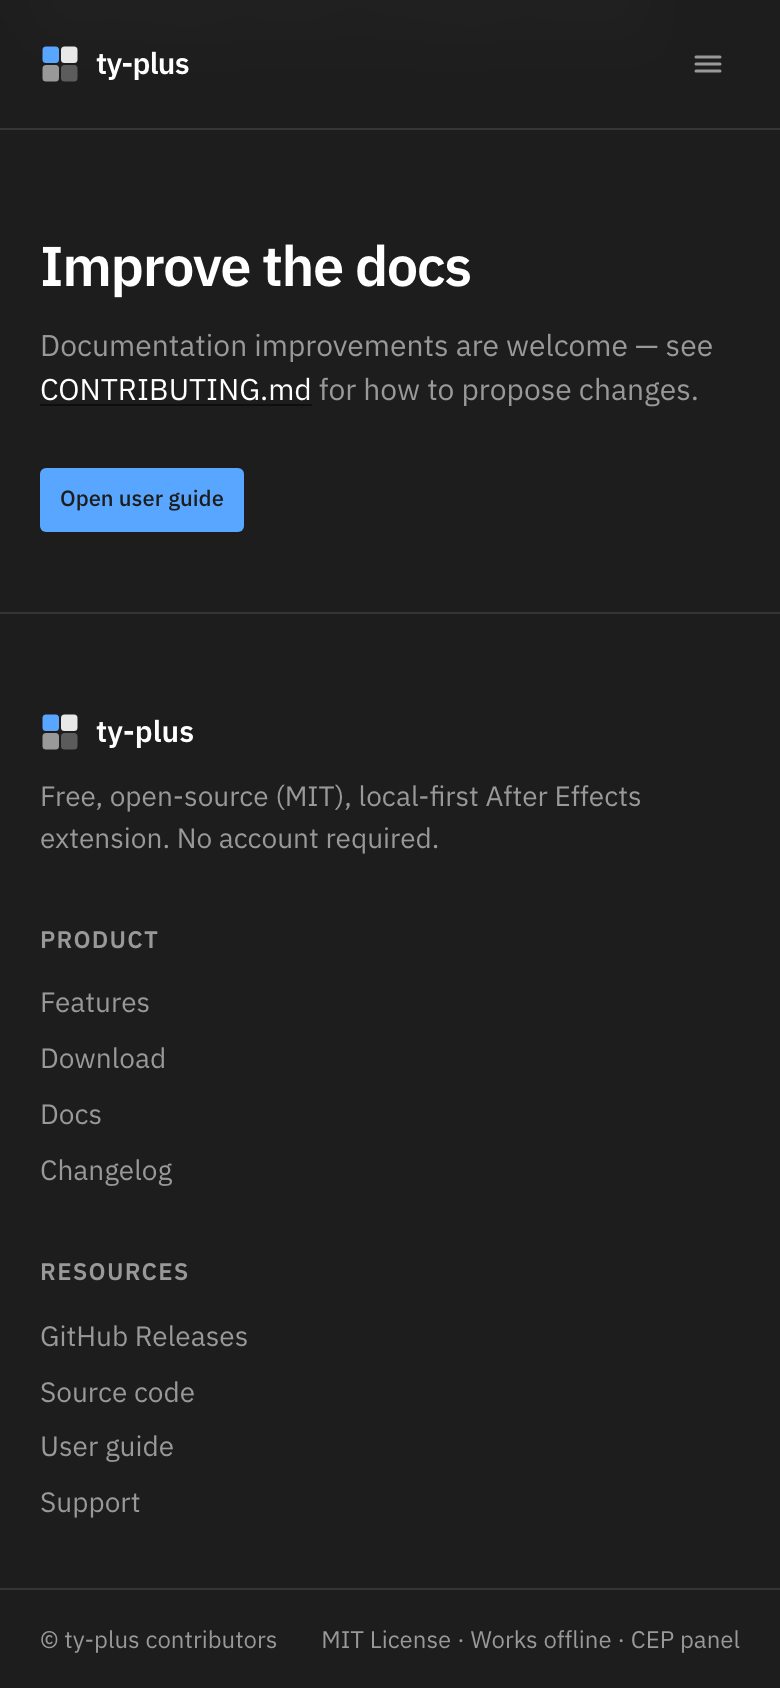 ty-plus
Improve the docs
Documentation improvements are welcome — see
CONTRIBUTING.md for how to propose changes.
Open user guide
ty-plus
Free, open-source (MIT), local-first After Effects
extension. No account required.
PRODUCT
Features
Download
Docs
Changelog
RESOURCES
GitHub Releases
Source code
User guide
Support
© ty-plus contributors MIT License · Works offline · CEP panel